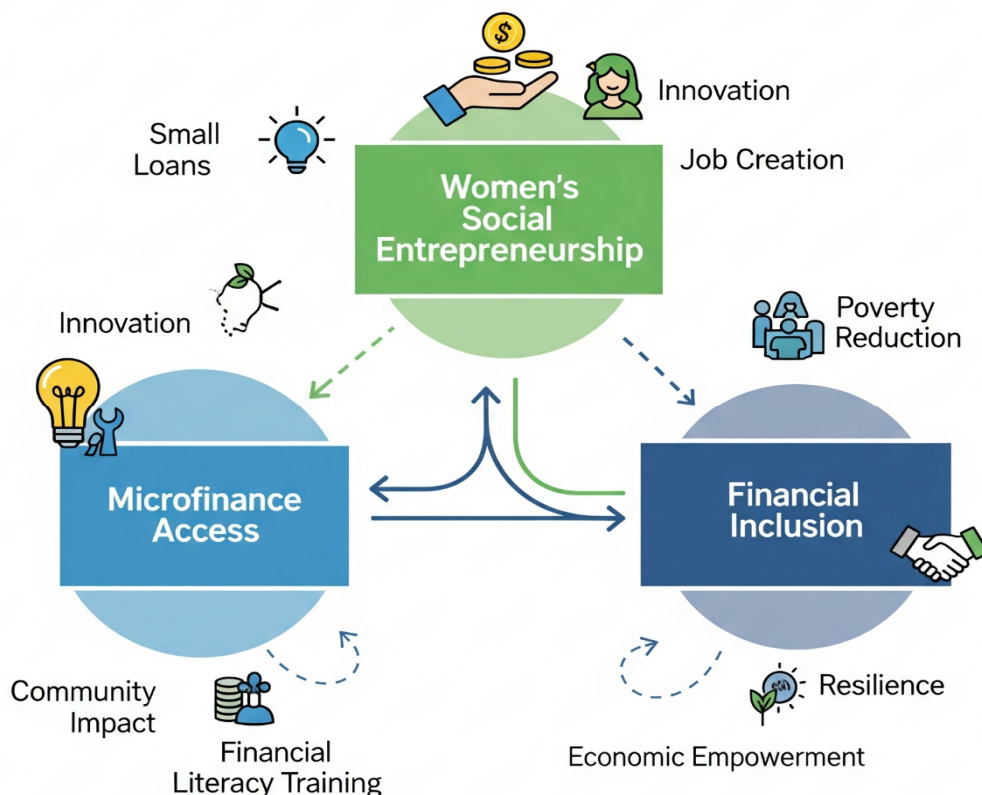 $
Innovation
Small
Loans
Job Creation
Women's
Social
Entrepreneurship
Innovation
Poverty
Reduction
Microfinance
Access
Financial
Inclusion
Community
Impact
Financial
Literacy Training
Resilience
Economic Empowerment